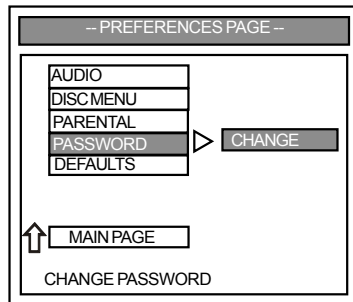 -- PREFERENCES PAGE --
AUDIO
DISC MENU
PARENTAL
PASSWORD
CHANGE
DEFAULTS
MAIN PAGE
CHANGE PASSWORD